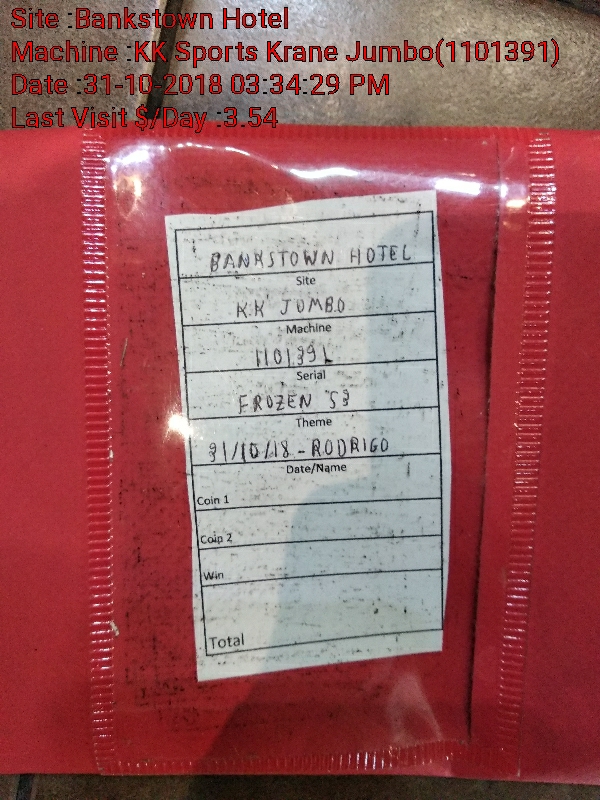 Site :Bankstown Hotel
Machine :KK Sports Krane Jumbo(1101391)
Date :31-10-2018 03:34:29 PM
Last Visit $/Day :3.54
BANKSTOWN HOTEL
Site
KK JUMBO
Machine
1101391
Serial
FROZEN S3
Theme
31/10/18 - RODRIGO
Date/Name
Coin 1
Coin 2
Win
Total